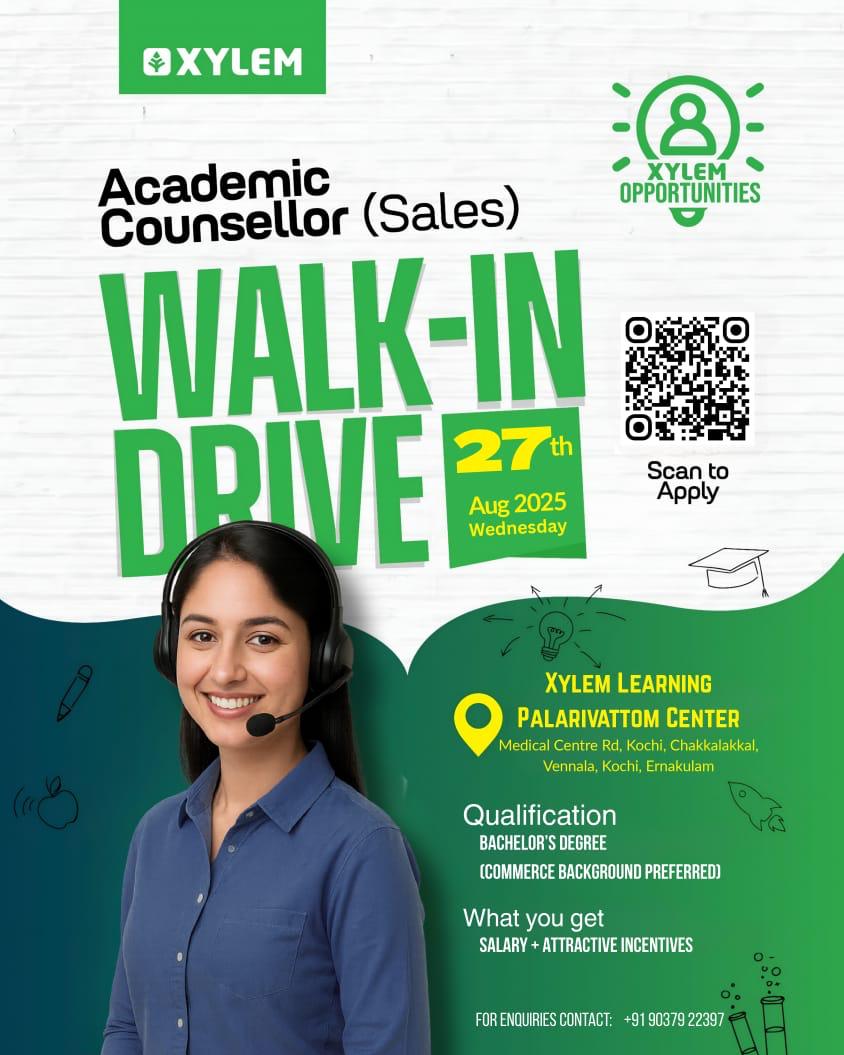 XYLEM
XYLEM
OPPORTUNITIES
Academic
Counsellor (Sales)
WALK-IN
DRIVE
27th
Aug 2025
Wednesday
Scan to
Apply
XYLEM LEARNING
PALARIVATTOM CENTER
Medical Centre Rd, Kochi, Chakkalakkal,
Vennala, Kochi, Ernakulam
Qualification
BACHELOR'S DEGREE
(COMMERCE BACKGROUND PREFERRED)
What you get
SALARY + ATTRACTIVE INCENTIVES
FOR ENQUIRIES CONTACT: +91 90379 22397